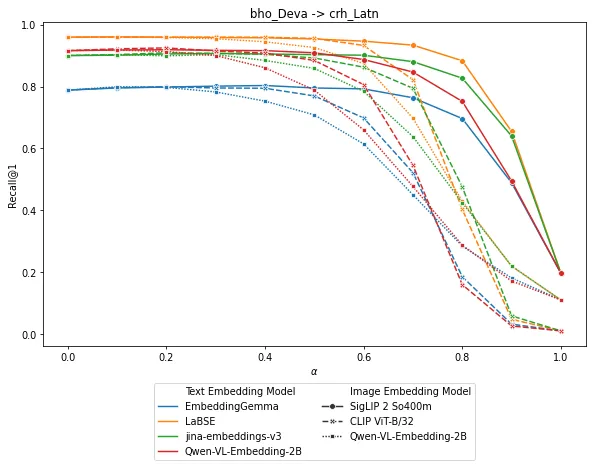 bho_Deva -> crh_Latn
Recall@1
1.0
0.8
0.6
0.4
0.2
0.0
0.0 0.2 0.4 0.6 0.8 1.0
α
Text Embedding Model Image Embedding Model
EmbeddingGemma SigLIP 2 So400m
LaBSE CLIP ViT-B/32
jina-embeddings-v3 Qwen-VL-Embedding-2B
Qwen-VL-Embedding-2B